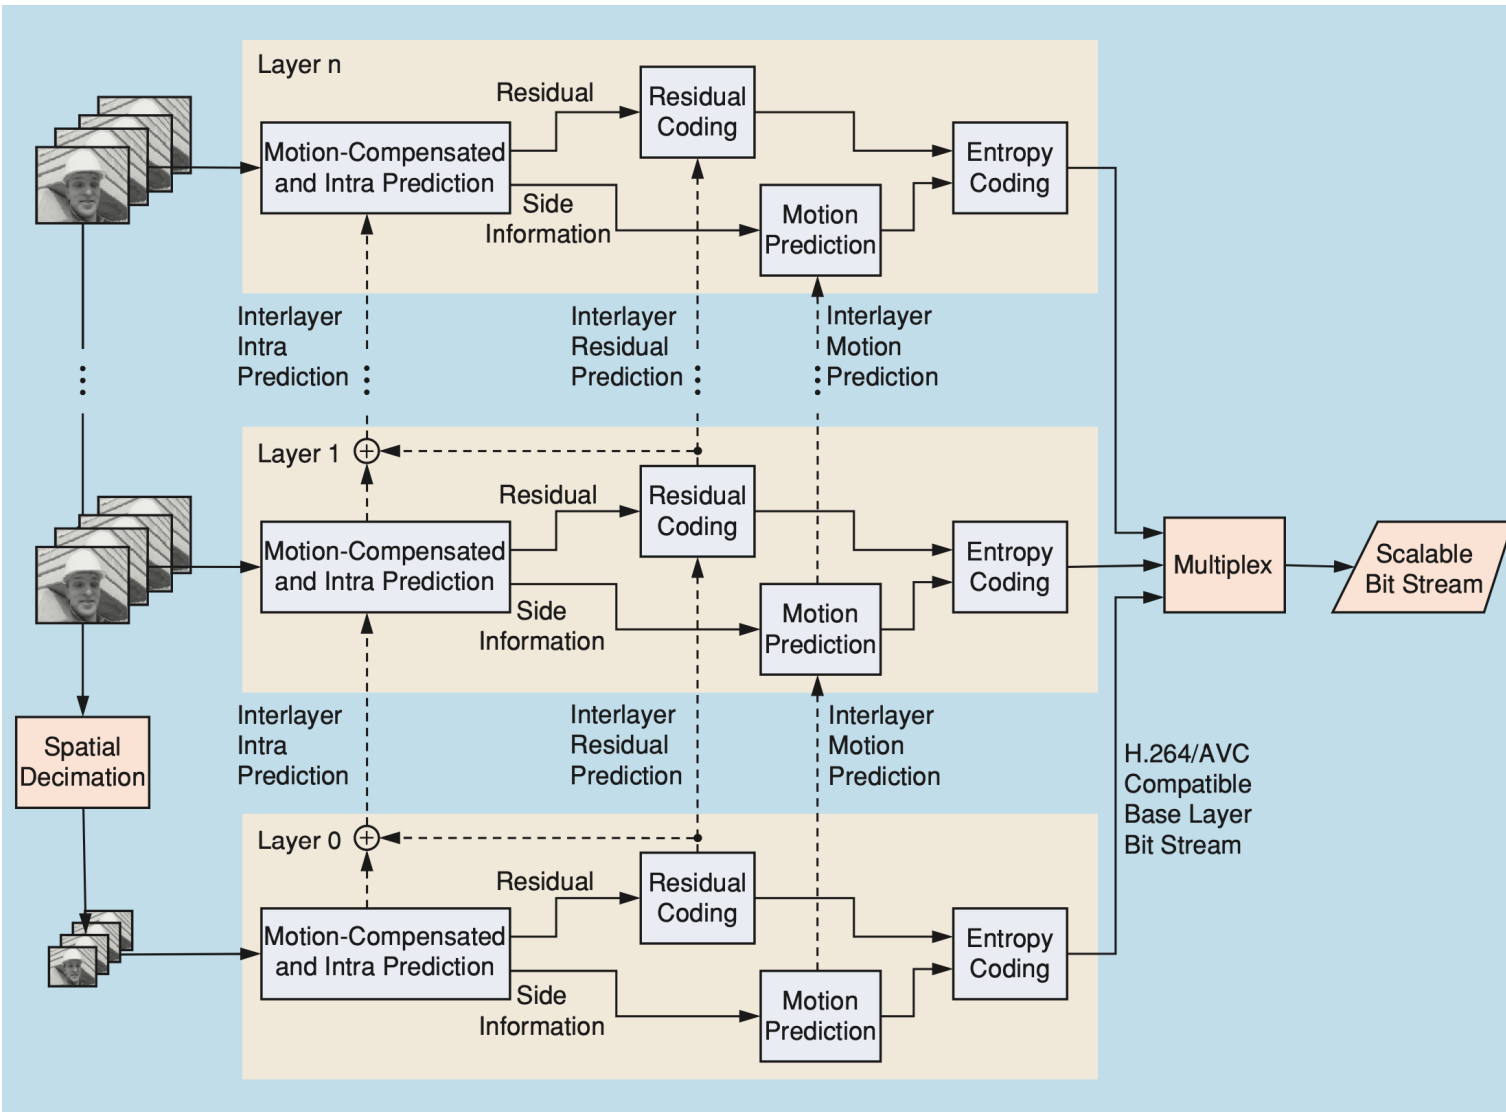 Layer n
Residual
Residual
Coding
Motion-Compensated
and Intra Prediction
Entropy
Coding
Side
Information
Motion
Prediction
Interlayer
Intra
Prediction
Interlayer
Residual
Prediction
Interlayer
Motion
Prediction
Layer 1
Residual
Residual
Coding
Motion-Compensated
and Intra Prediction
Entropy
Coding
Side
Information
Motion
Prediction
Multiplex
Scalable
Bit Stream
Spatial
Decimation
Interlayer
Intra
Prediction
Interlayer
Residual
Prediction
Interlayer
Motion
Prediction
H.264/AVC
Compatible
Base Layer
Bit Stream
Layer 0
Residual
Residual
Coding
Motion-Compensated
and Intra Prediction
Entropy
Coding
Side
Information
Motion
Prediction